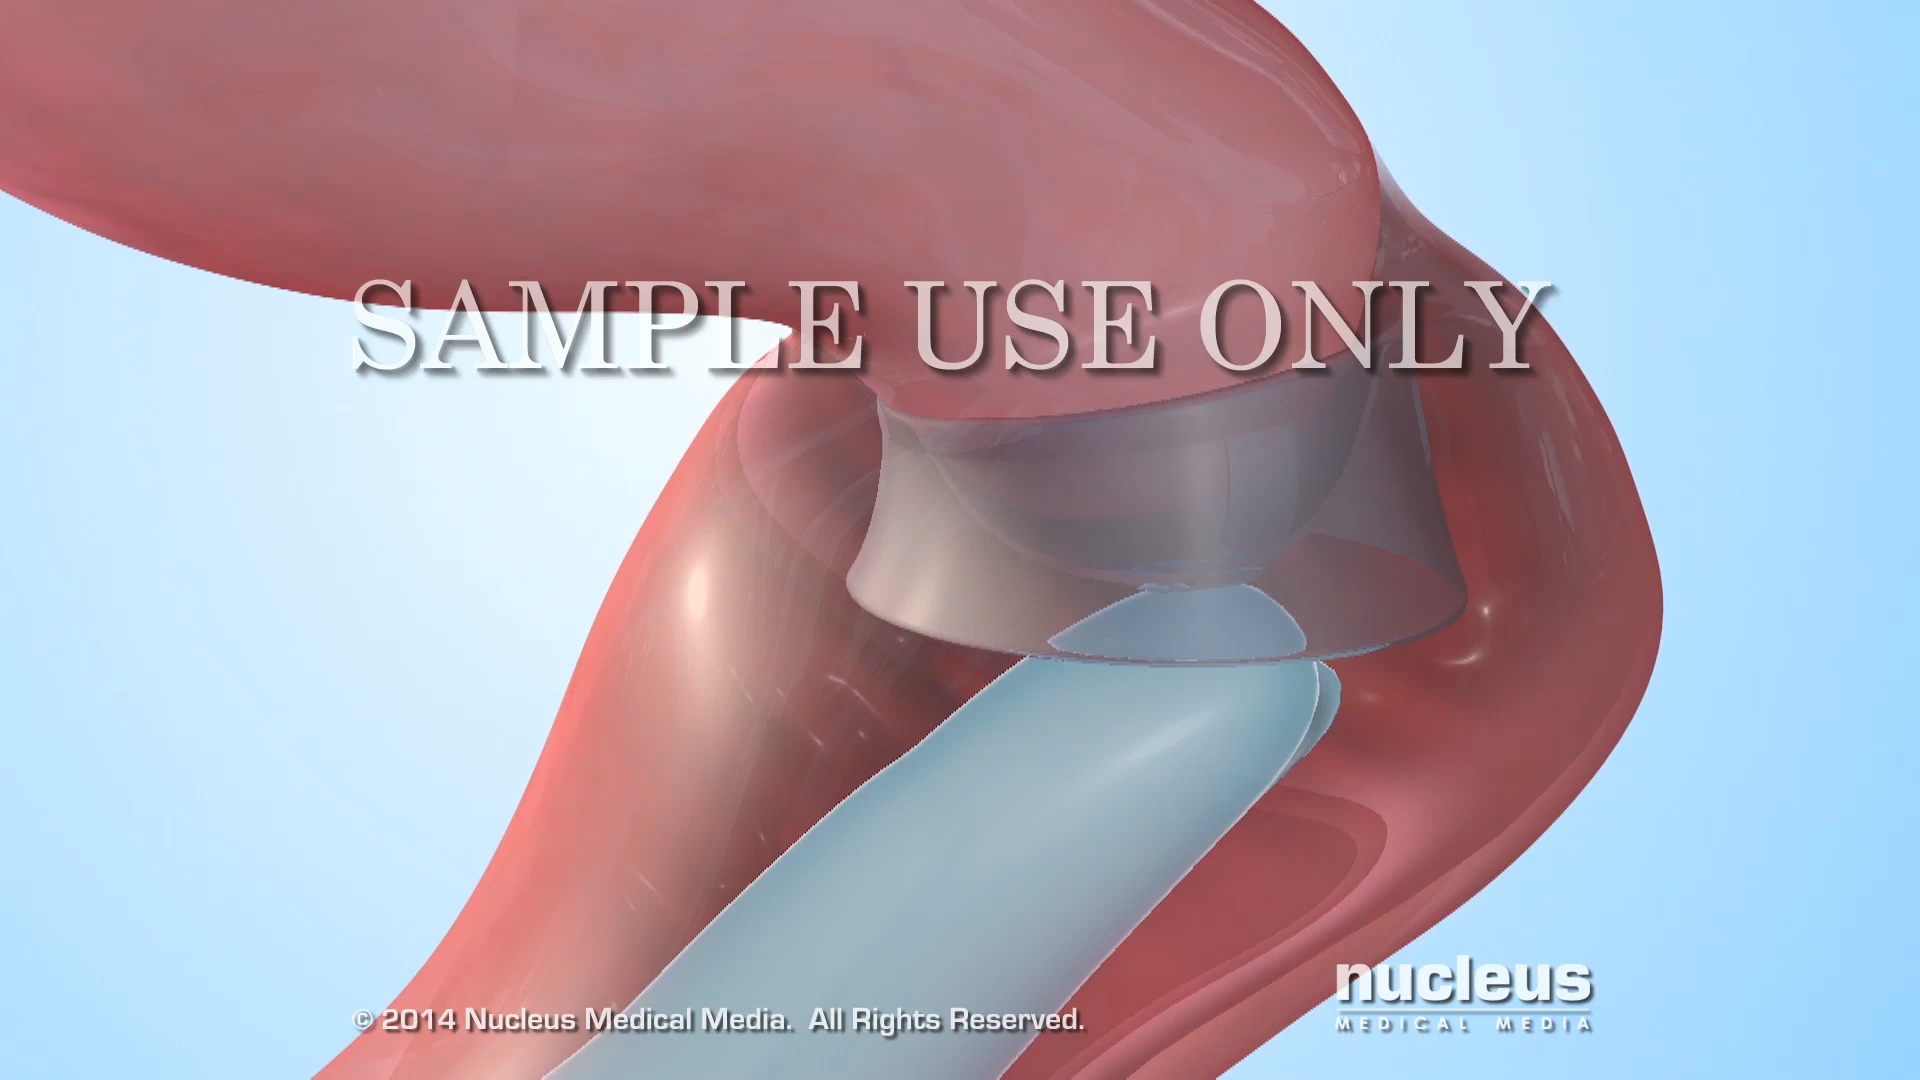 SAMPLE USE ONLY
nucleus
MEDICAL MEDIA
© 2014 Nucleus Medical Media. All Rights Reserved.